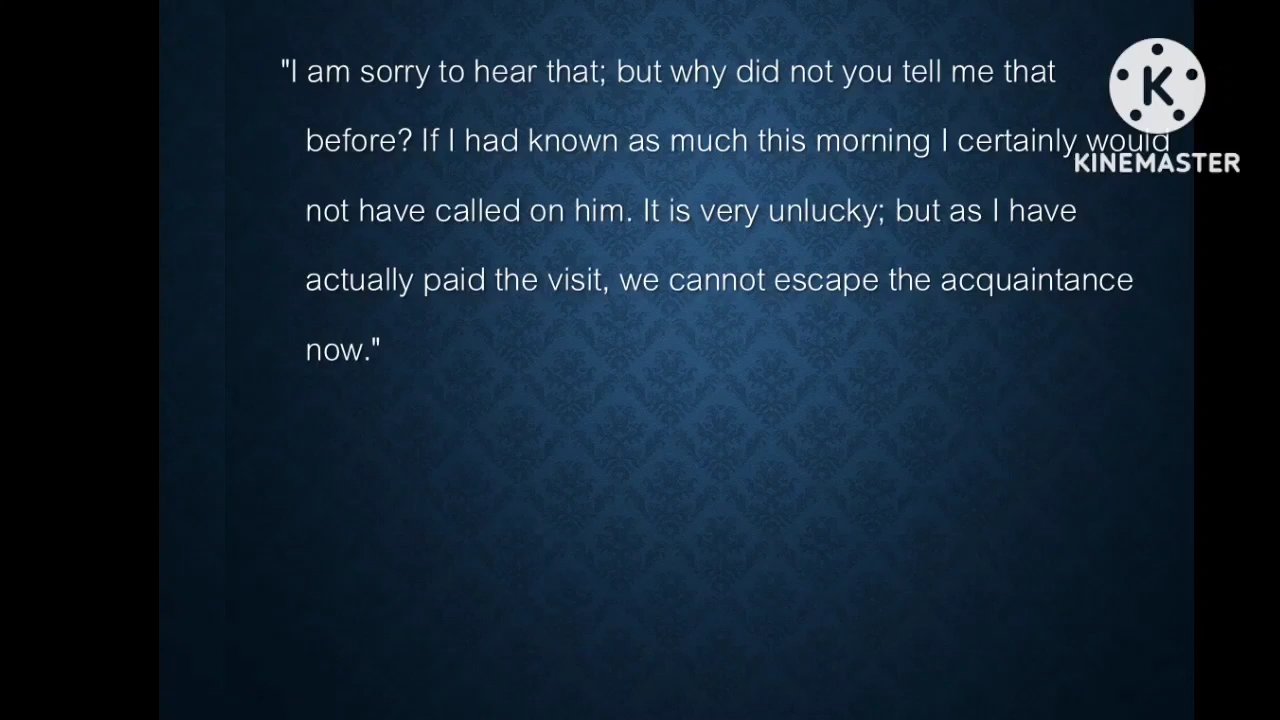 "I am sorry to hear that; but why did not you tell me that
before? If I had known as much this morning I certainly would
not have called on him. It is very unlucky; but as I have
actually paid the visit, we cannot escape the acquaintance
now."
K
KINEMASTER